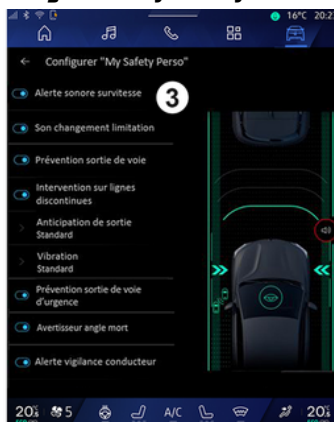 16°C 20:2
← Configurer "My Safety Perso"
Alerte sonore survitesse
3
Son changement limitation
Prévention sortie de voie
Intervention sur lignes
discontinues
Anticipation de sortie
Standard
Vibration
Standard
Prévention sortie de voie
d'urgence
Avertisseur angle mort
Alerte vigilance conducteur
20 5 A/C 20